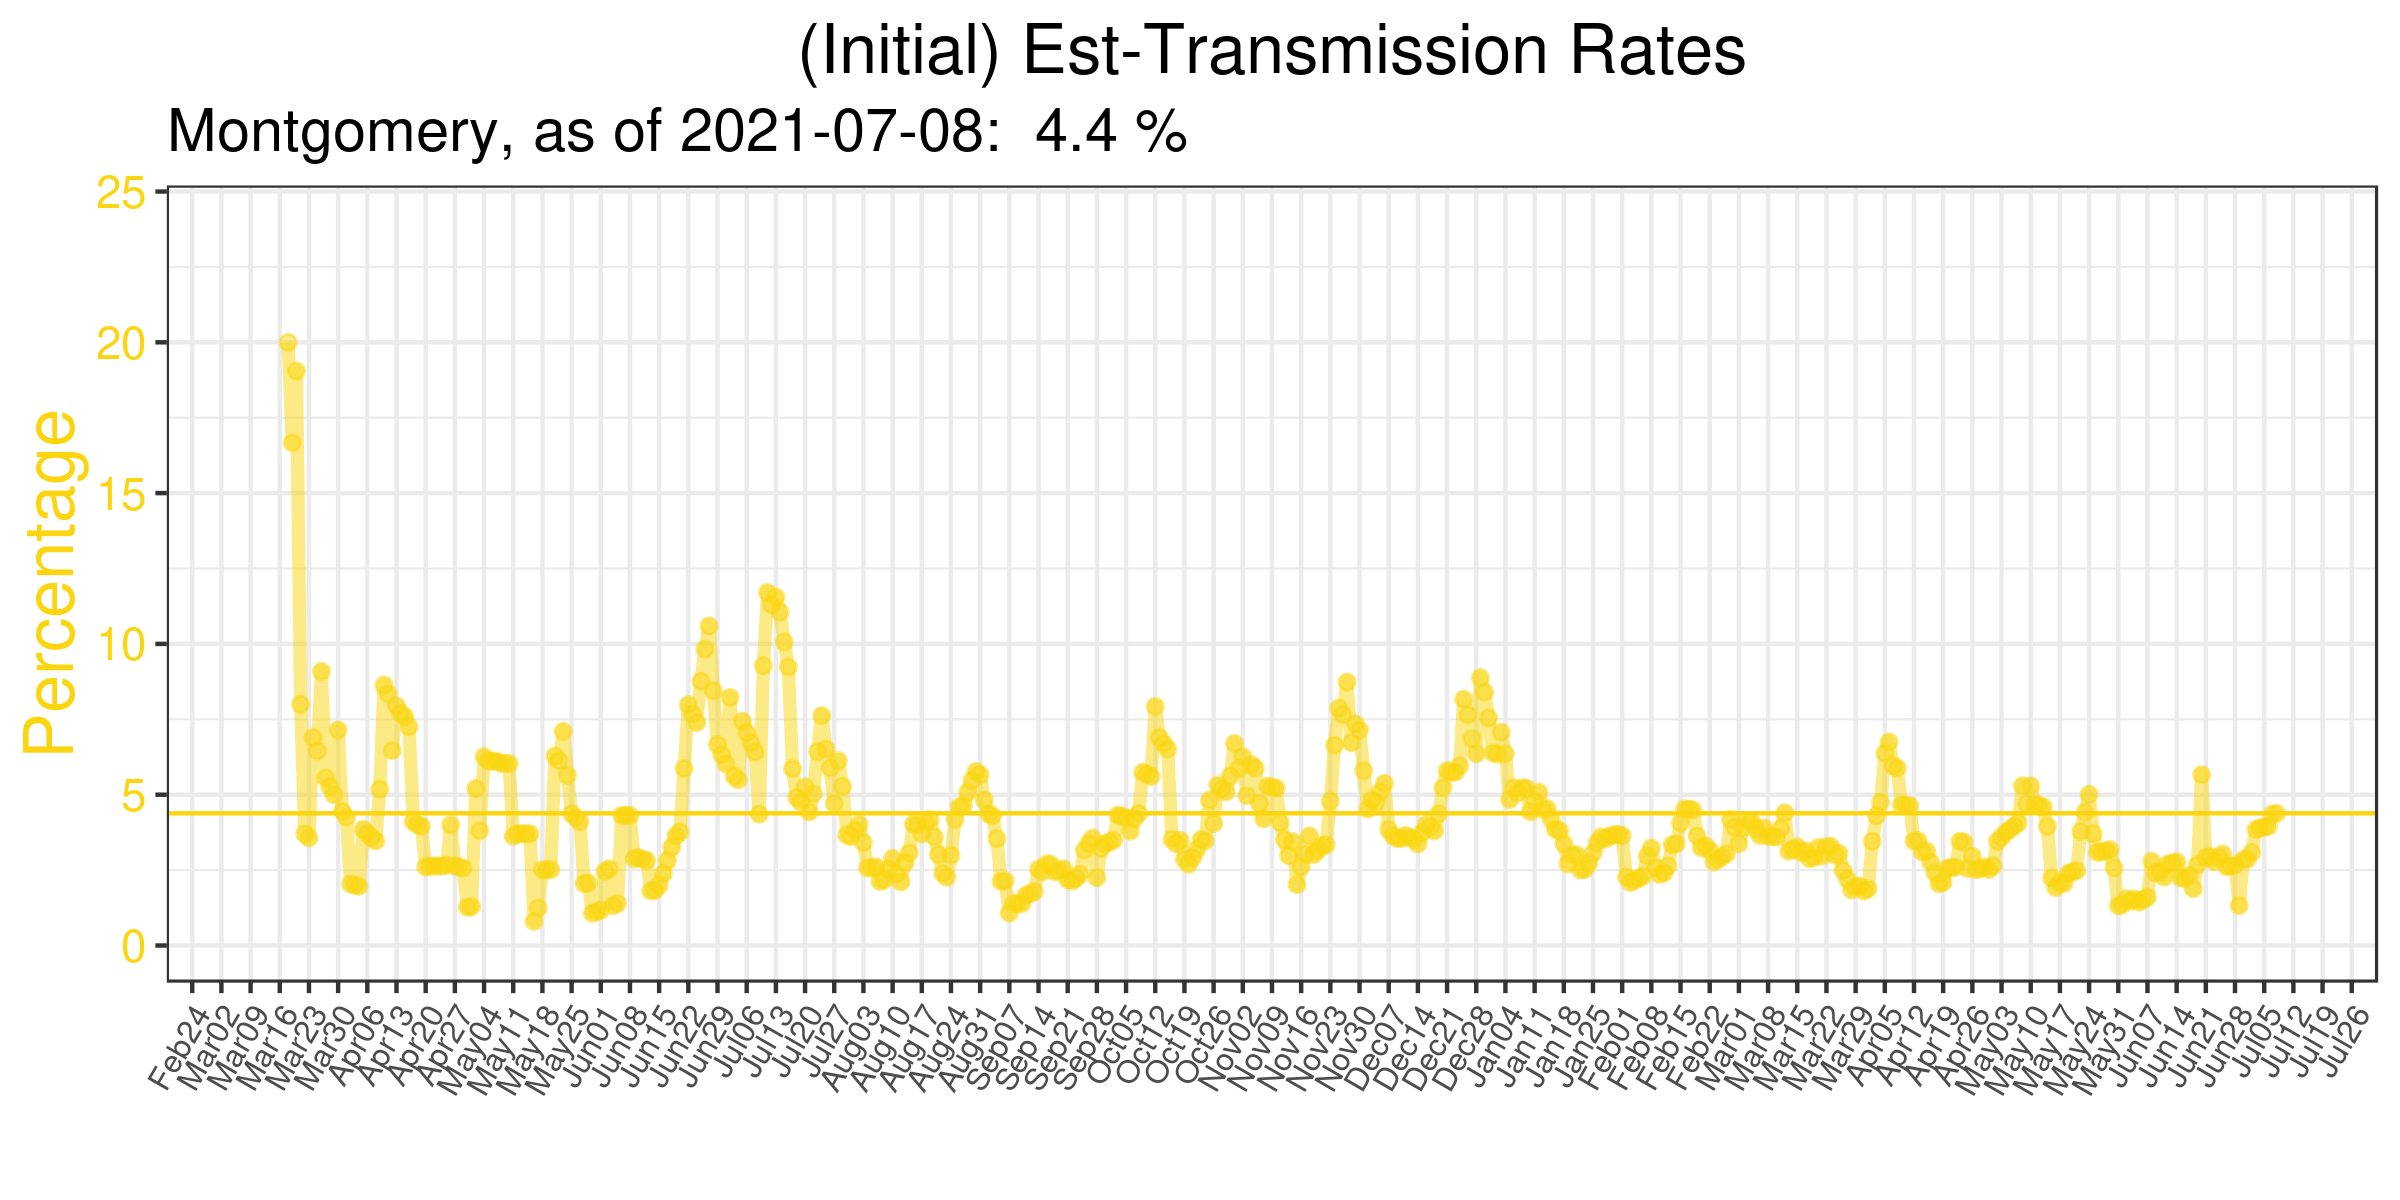 (Initial) Est-Transmission Rates
Montgomery, as of 2021-07-08:  4.4 %
Percentage
25
20
15
10
5
0
Feb24
Mar02
Mar09
Mar16
Mar23
Mar30
Apr06
Apr13
Apr20
Apr27
May04
May11
May18
May25
Jun01
Jun08
Jun15
Jun22
Jun29
Jul06
Jul13
Jul20
Jul27
Aug03
Aug10
Aug17
Aug24
Aug31
Sep07
Sep14
Sep21
Sep28
Oct05
Oct12
Oct19
Oct26
Nov02
Nov09
Nov16
Nov23
Nov30
Dec07
Dec14
Dec21
Dec28
Jan04
Jan11
Jan18
Jan25
Feb01
Feb08
Feb15
Feb22
Mar01
Mar08
Mar15
Mar22
Mar29
Apr05
Apr12
Apr19
Apr26
May03
May10
May17
May24
May31
Jun07
Jun14
Jun21
Jun28
Jul05
Jul12
Jul19
Jul26